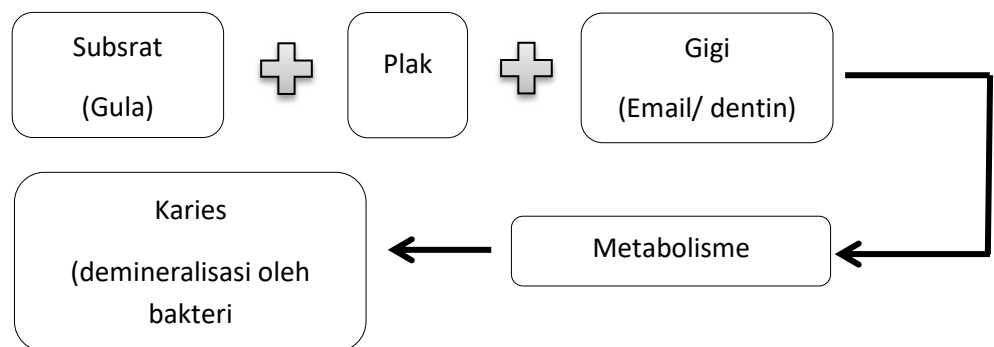 Subsrat
(Gula)
Plak
Gigi
(Email/ dentin)
Karies
(demineralisasi oleh
bakteri
Metabolisme